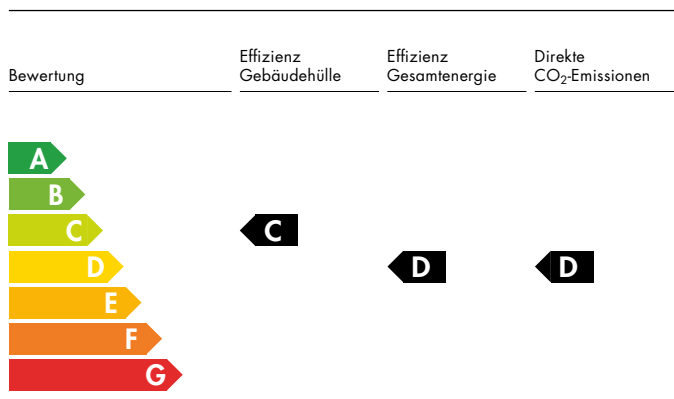 Effizienz Effizienz Direkte
Bewertung Gebäudehülle Gesamtenergie CO₂-Emissionen
A
B
C C
D D D
E
F
G